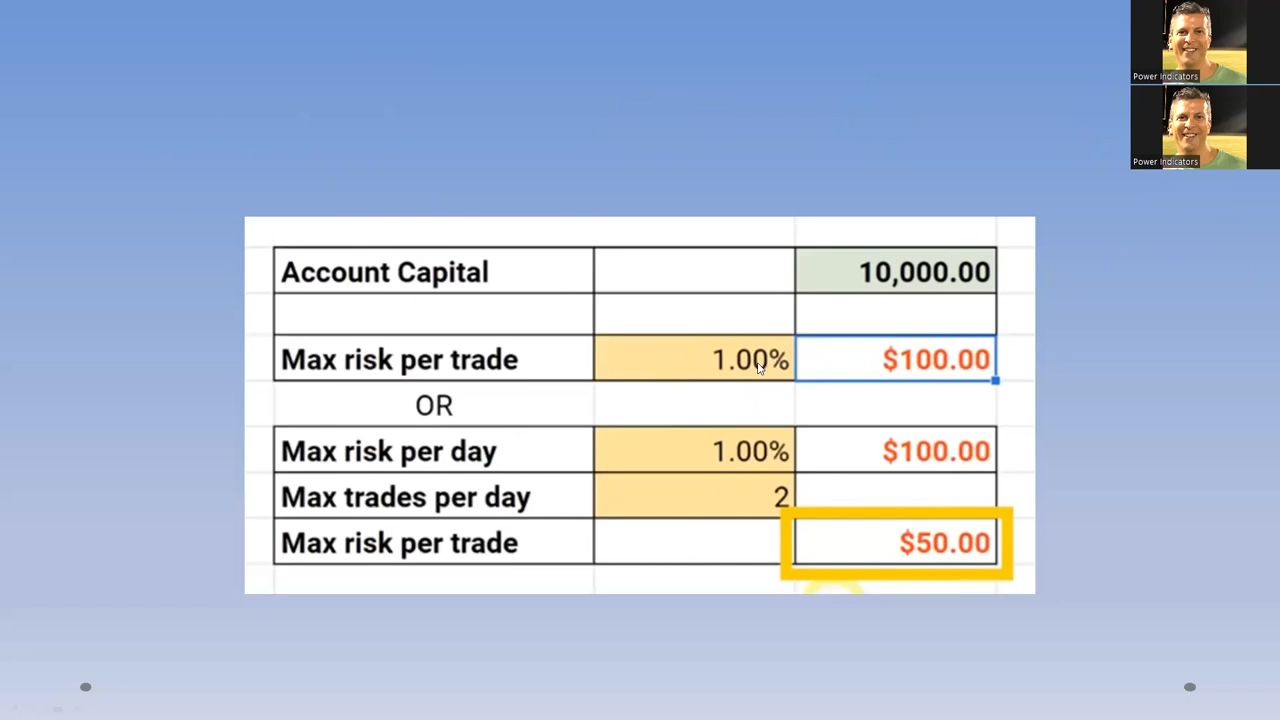 Power Indicators
Power Indicators
Account Capital 10,000.00
Max risk per trade 1.00% $100.00
OR
Max risk per day 1.00% $100.00
Max trades per day 2
Max risk per trade $50.00